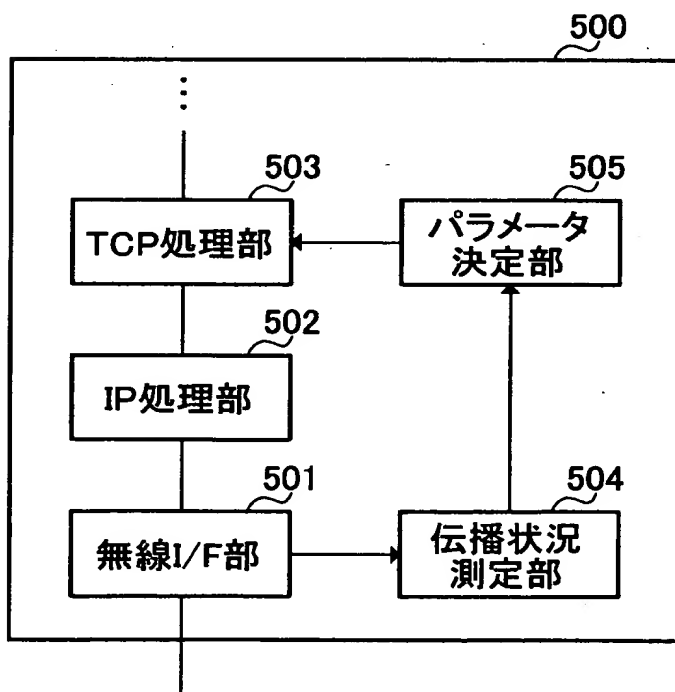 500
503
TCP処理部
505
パラメータ
決定部
502
IP処理部
501
無線I/F部
504
伝播状況
測定部